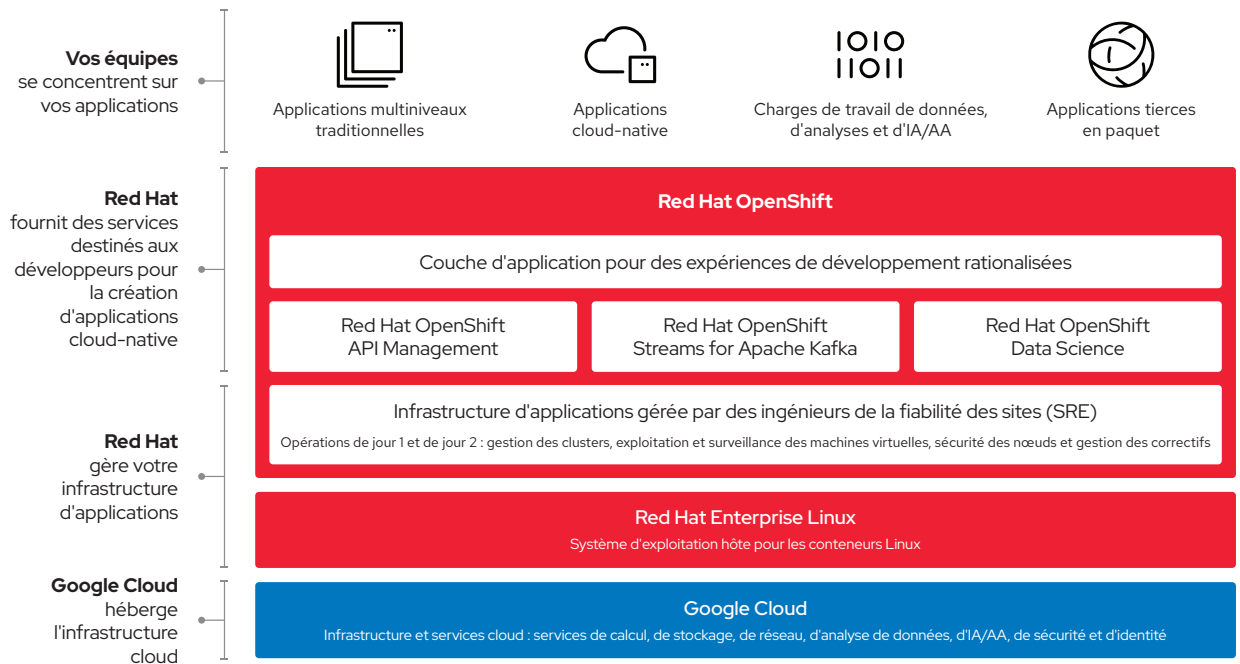 Vos équipes
se concentrent sur
vos applications
1010
11011
Applications multiniveaux
traditionnelles
Applications
cloud-native
Charges de travail de données,
d'analyses et d'IA/AA
Applications tierces
en paquet
Red Hat
fournit des services
destinés aux
développeurs pour
la création
d'applications
cloud-native
Red Hat OpenShift
Couche d'application pour des expériences de développement rationalisées
Red Hat OpenShift
API Management
Red Hat OpenShift
Streams for Apache Kafka
Red Hat OpenShift
Data Science
Red Hat
gère votre
infrastructure
d'applications
Infrastructure d'applications gérée par des ingénieurs de la fiabilité des sites (SRE)
Opérations de jour 1 et de jour 2 : gestion des clusters, exploitation et surveillance des machines virtuelles, sécurité des nœuds et gestion des correctifs
Red Hat Enterprise Linux
Système d'exploitation hôte pour les conteneurs Linux
Google Cloud
héberge
l'infrastructure
cloud
Google Cloud
Infrastructure et services cloud : services de calcul, de stockage, de réseau, d'analyse de données, d'IA/AA, de sécurité et d'identité